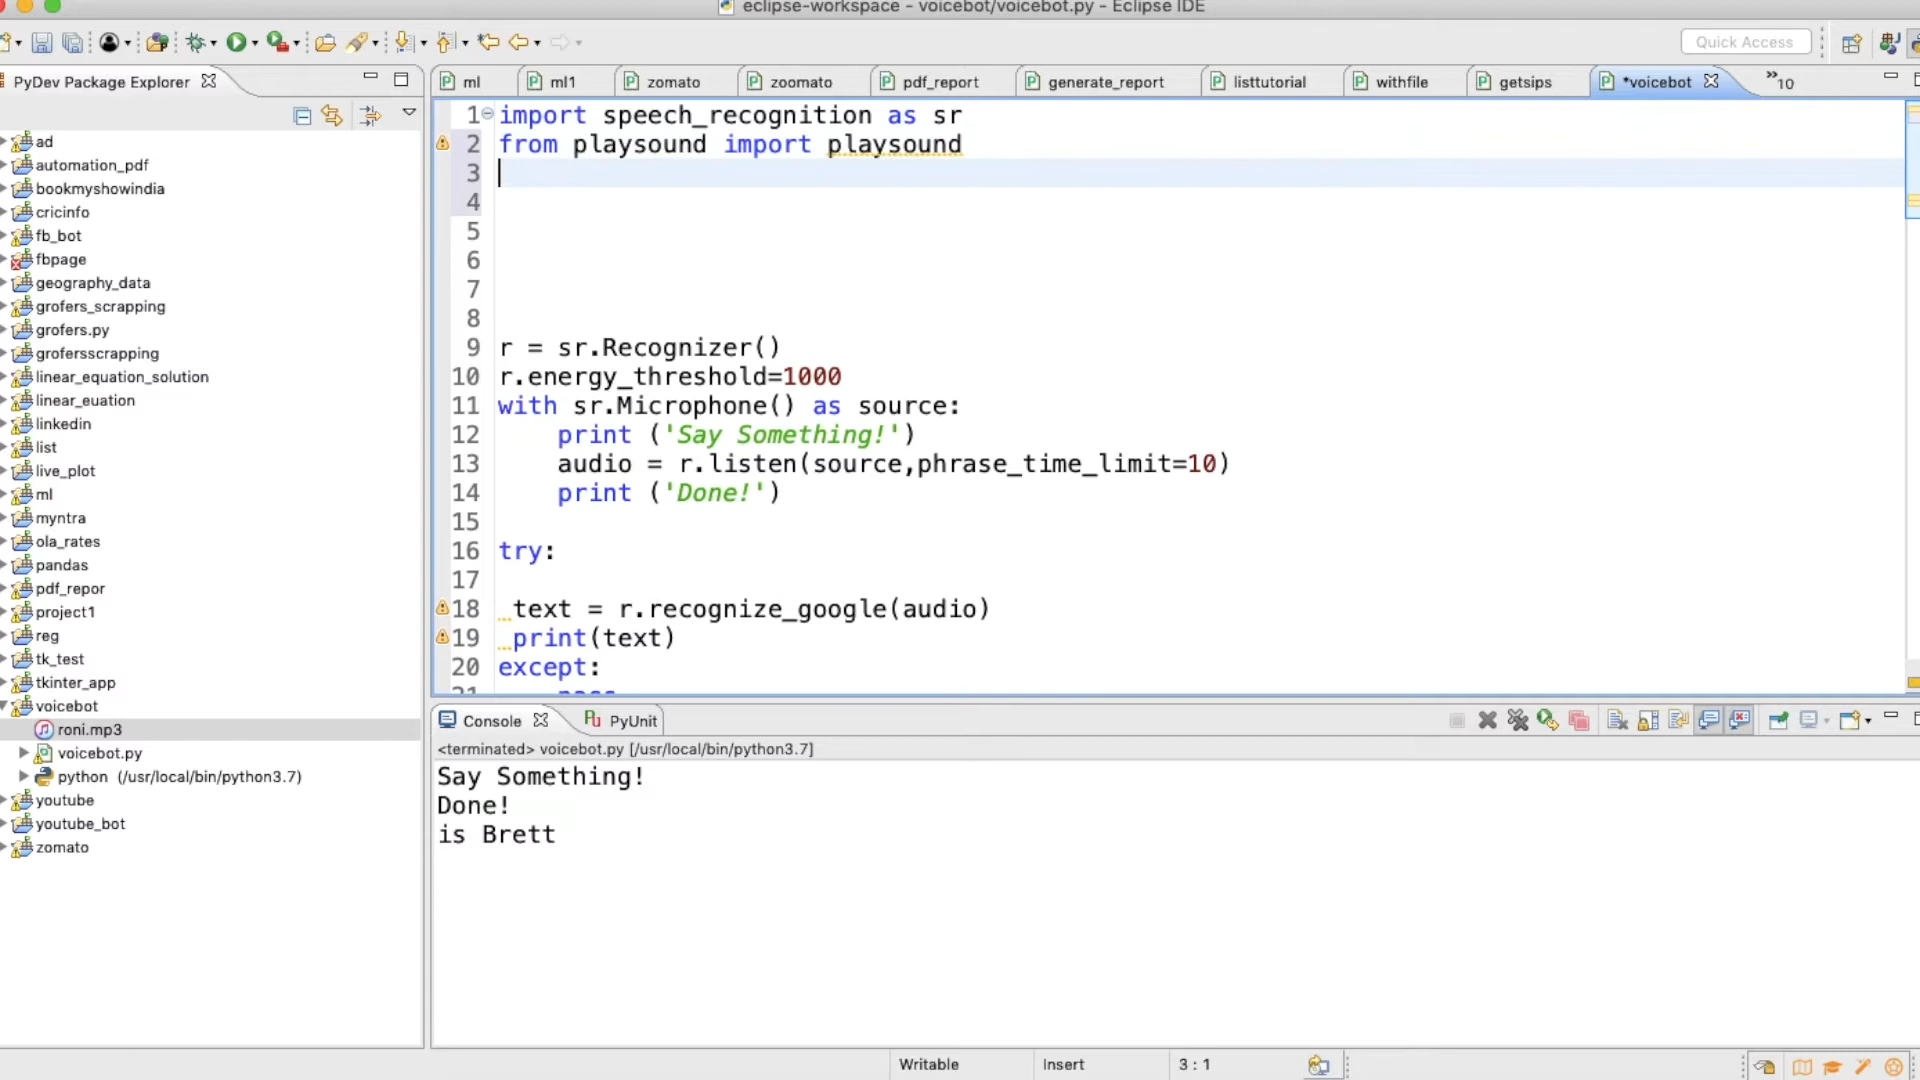 eclipse-workspace - voicebot/voicebot.py - Eclipse IDE
Quick Access
PyDev Package Explorer
ml
ml1
zomato
zoomato
pdf_report
generate_report
listtutorial
withfile
getsips
*voicebot
»10
ad
automation_pdf
bookmyshowindia
cricinfo
fb_bot
fbpage
geography_data
grofers_scrapping
grofers.py
grofersscrapping
linear_equation_solution
linear_euation
linkedin
list
live_plot
ml
myntra
ola_rates
pandas
pdf_repor
project1
reg
tk_test
tkinter_app
voicebot
roni.mp3
voicebot.py
python (/usr/local/bin/python3.7)
youtube
youtube_bot
zomato
1 import speech_recognition as sr
2 from playsound import playsound
3
4
5
6
7
8
9 r = sr.Recognizer()
10 r.energy_threshold=1000
11 with sr.Microphone() as source:
12 print ('Say Something!')
13 audio = r.listen(source,phrase_time_limit=10)
14 print ('Done!')
15
16 try:
17
18 text = r.recognize_google(audio)
19 print(text)
20 except:
21 pass
Console
Pu PyUnit
<terminated> voicebot.py [/usr/local/bin/python3.7]
Say Something!
Done!
is Brett
Writable
Insert
3 : 1